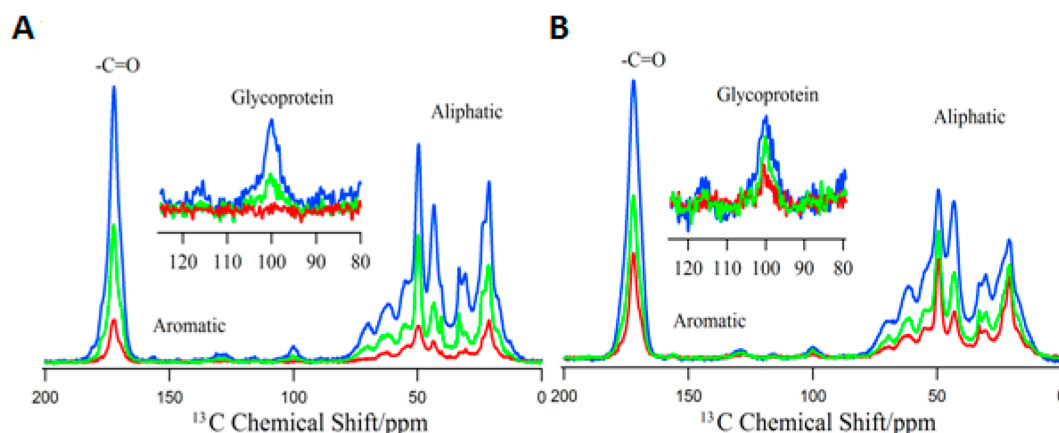 A
-C=O
Glycoprotein
Aliphatic
120 110 100 90 80
Aromatic
200 150 100 50 0
¹³C Chemical Shift/ppm
B
-C=O
Glycoprotein
Aliphatic
120 110 100 90 80
Aromatic
200 150 100 50 0
¹³C Chemical Shift/ppm